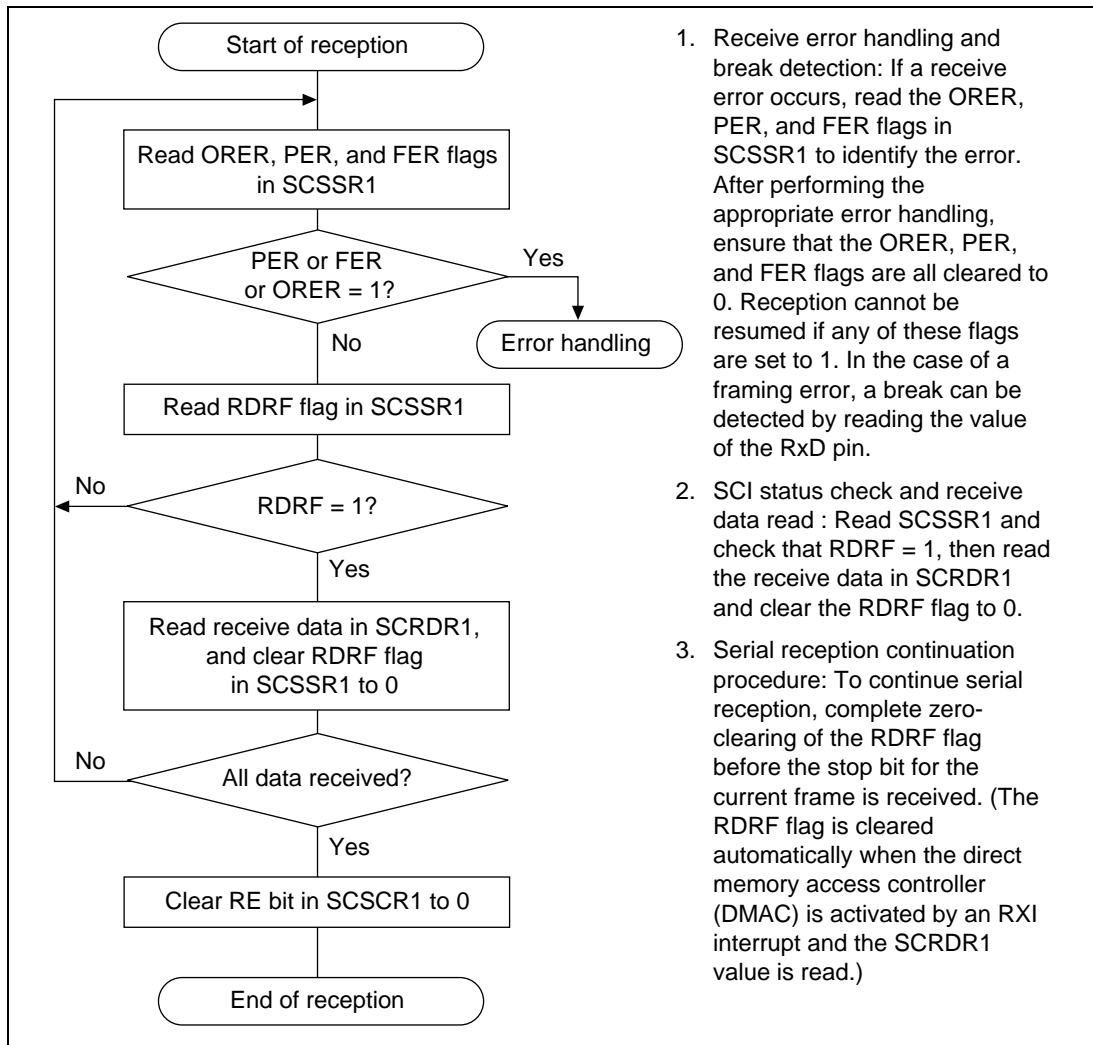 Start of reception
Read ORER, PER, and FER flags
in SCSSR1
PER or FER
or ORER = 1?
Yes
Error handling
No
Read RDRF flag in SCSSR1
No
RDRF = 1?
Yes
Read receive data in SCRDR1,
and clear RDRF flag
in SCSSR1 to 0
No
All data received?
Yes
Clear RE bit in SCSCR1 to 0
End of reception
1. Receive error handling and
break detection: If a receive
error occurs, read the ORER,
PER, and FER flags in
SCSSR1 to identify the error.
After performing the
appropriate error handling,
ensure that the ORER, PER,
and FER flags are all cleared to
0. Reception cannot be
resumed if any of these flags
are set to 1. In the case of a
framing error, a break can be
detected by reading the value
of the RxD pin.
2. SCI status check and receive
data read : Read SCSSR1 and
check that RDRF = 1, then read
the receive data in SCRDR1
and clear the RDRF flag to 0.
3. Serial reception continuation
procedure: To continue serial
reception, complete zero-
clearing of the RDRF flag
before the stop bit for the
current frame is received. (The
RDRF flag is cleared
automatically when the direct
memory access controller
(DMAC) is activated by an RXI
interrupt and the SCRDR1
value is read.)